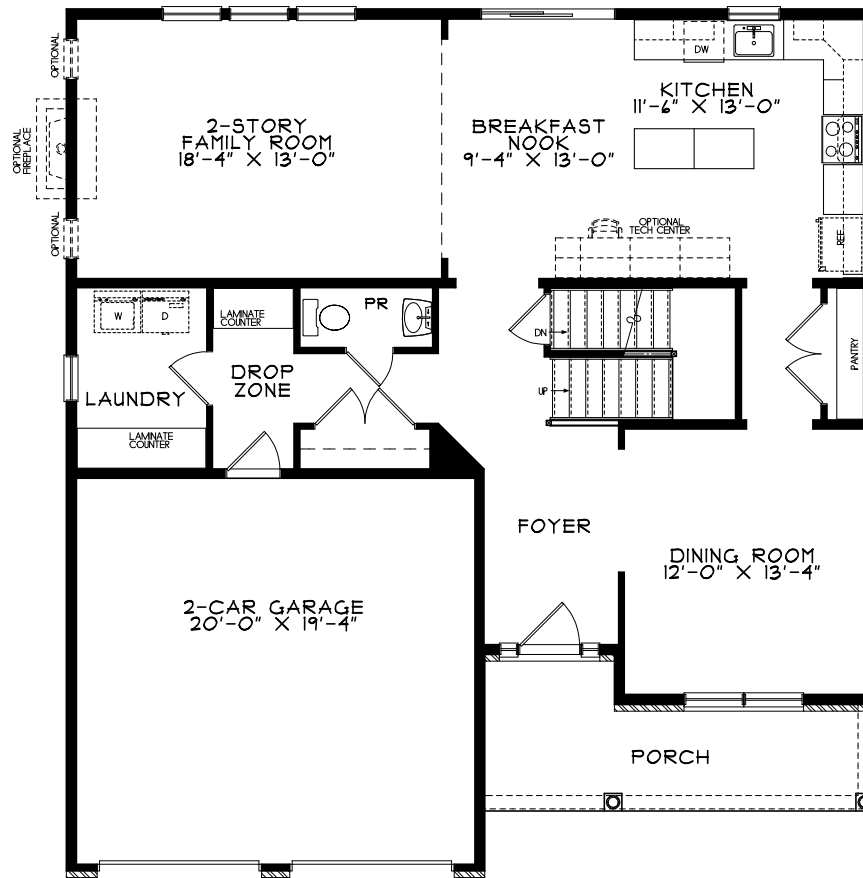 OPTIONAL
OPTIONAL
FIREPLACE
OPTIONAL
2-STORY
FAMILY ROOM
18'-4" X 13'-0"
BREAKFAST
NOOK
9'-4" X 13'-0"
DW
KITCHEN
11'-6" X 13'-0"
OPTIONAL
TECH CENTER
REF.
W
D
LAMINATE
COUNTER
PR
DN
UP
PANTRY
DROP
ZONE
LAUNDRY
LAMINATE
COUNTER
FOYER
DINING ROOM
12'-0" X 13'-4"
2-CAR GARAGE
20'-0" X 19'-4"
PORCH